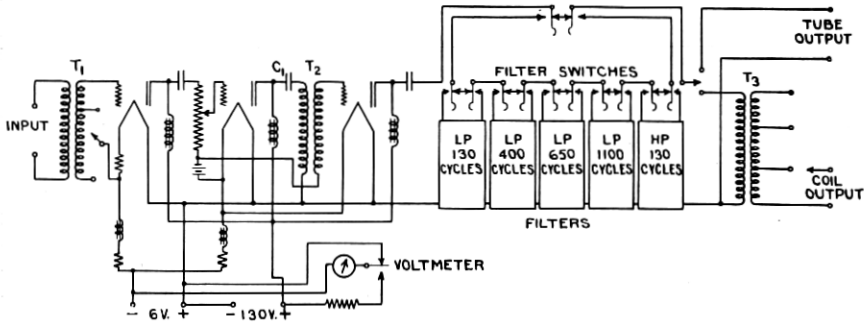 T1
INPUT
C1
T2
FILTER SWITCHES
TUBE
OUTPUT
T3
LP
130
CYCLES
LP
400
CYCLES
LP
650
CYCLES
LP
1100
CYCLES
HP
130
CYCLES
COIL
OUTPUT
FILTERS
VOLTMETER
- 6V. + - 130V. +